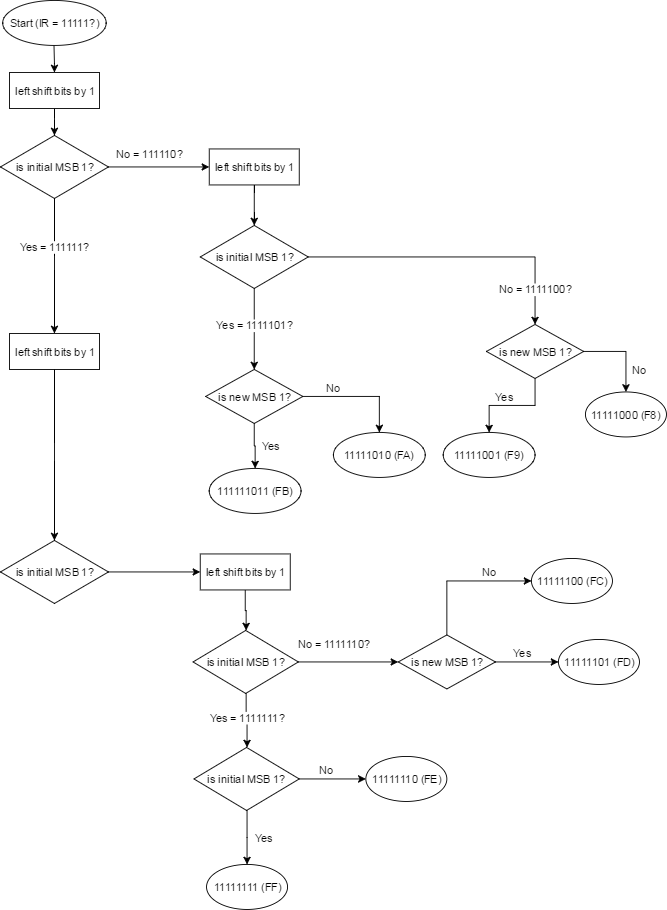 Start (IR = 11111?)
left shift bits by 1
is initial MSB 1?
No = 111110?
left shift bits by 1
Yes = 111111?
is initial MSB 1?
No = 1111100?
Yes = 1111101?
left shift bits by 1
is new MSB 1?
is new MSB 1?
No
No
Yes
11111000 (F8)
Yes
11111010 (FA)
11111001 (F9)
111111011 (FB)
is initial MSB 1?
left shift bits by 1
No
11111100 (FC)
No = 1111110?
is initial MSB 1?
is new MSB 1?
Yes
11111101 (FD)
Yes = 1111111?
is initial MSB 1?
No
11111110 (FE)
Yes
11111111 (FF)